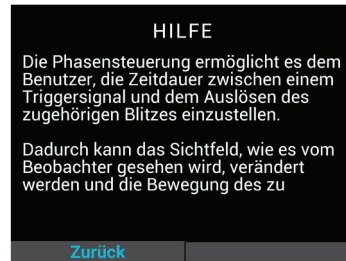 HILFE
Die Phasensteuerung ermöglicht es dem
Benutzer, die Zeitdauer zwischen einem
Triggersignal und dem Auslösen des
zugehörigen Blitzes einzustellen.
Dadurch kann das Sichtfeld, wie es vom
Beobachter gesehen wird, verändert
werden und die Bewegung des zu
Zurück